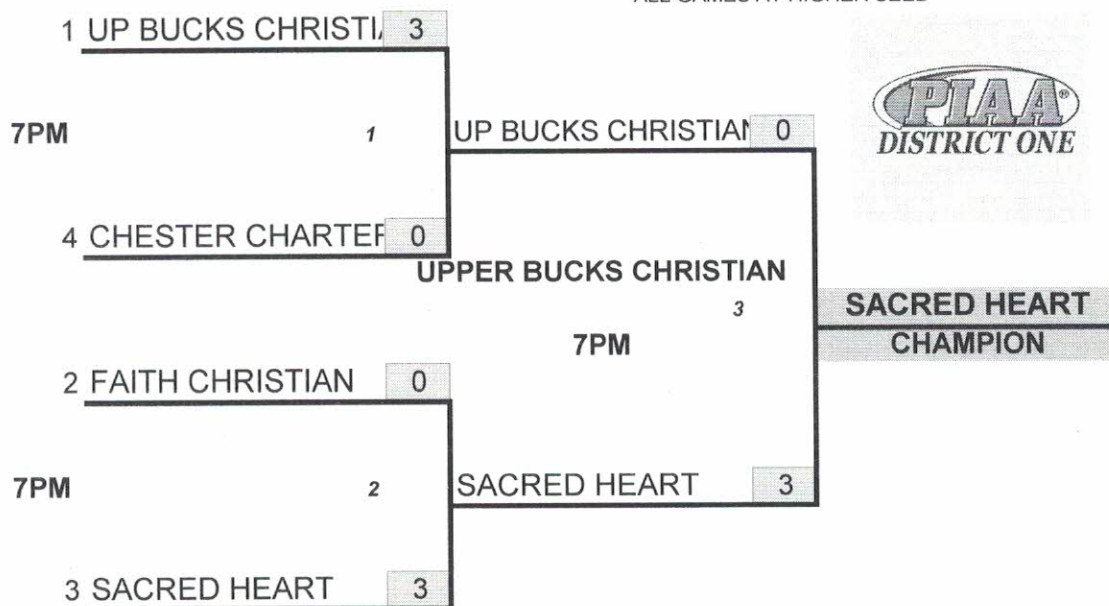 1 UP BUCKS CHRISTI 3
7PM 1
UP BUCKS CHRISTIAN 0
PIAA®
DISTRICT ONE
4 CHESTER CHARTER 0
UPPER BUCKS CHRISTIAN
3
7PM
SACRED HEART
CHAMPION
2 FAITH CHRISTIAN 0
7PM 2
SACRED HEART 3
3 SACRED HEART 3